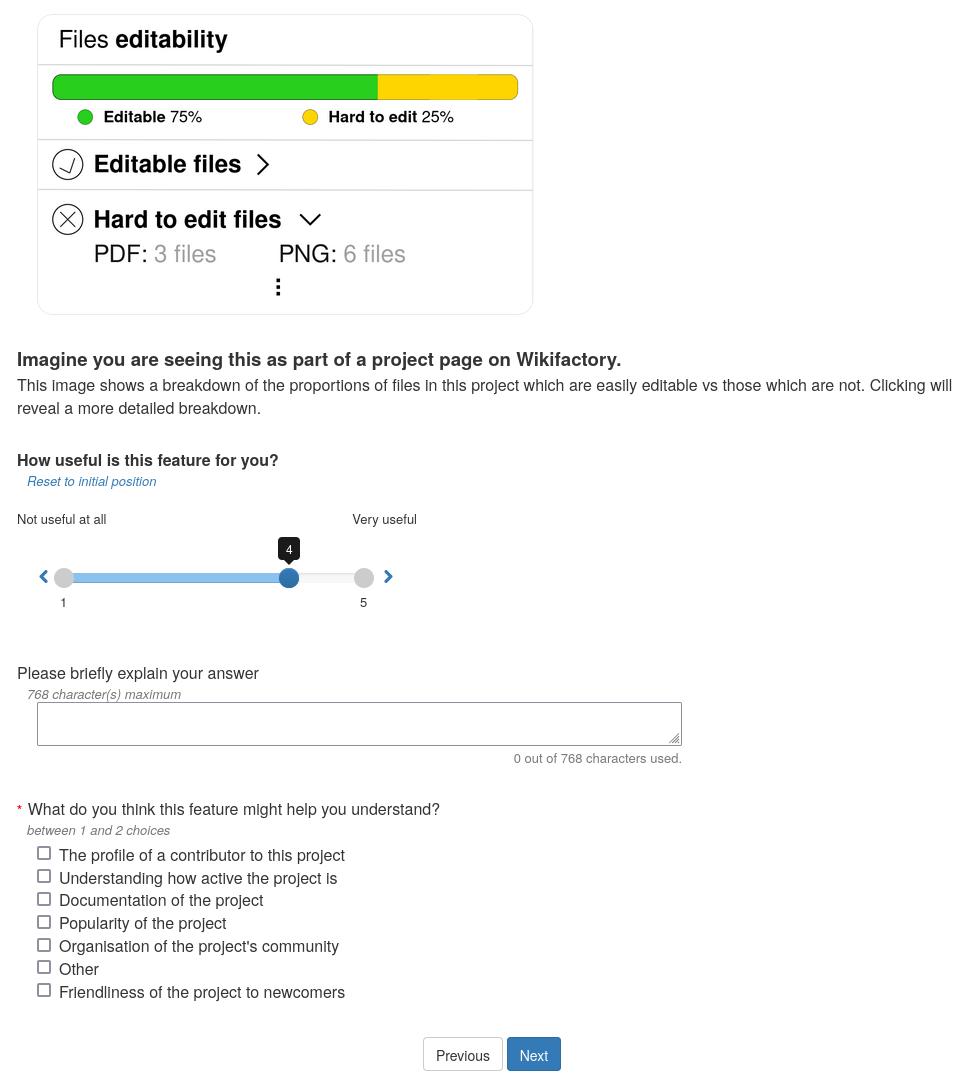 Files editability
Editable 75% Hard to edit 25%
Editable files
Hard to edit files
PDF: 3 files PNG: 6 files
Imagine you are seeing this as part of a project page on Wikifactory.
This image shows a breakdown of the proportions of files in this project which are easily editable vs those which are not. Clicking will
reveal a more detailed breakdown.
How useful is this feature for you?
Reset to initial position
Not useful at all Very useful
4
1 5
Please briefly explain your answer
768 character(s) maximum
0 out of 768 characters used.
* What do you think this feature might help you understand?
between 1 and 2 choices
The profile of a contributor to this project
Understanding how active the project is
Documentation of the project
Popularity of the project
Organisation of the project's community
Other
Friendliness of the project to newcomers
Previous Next